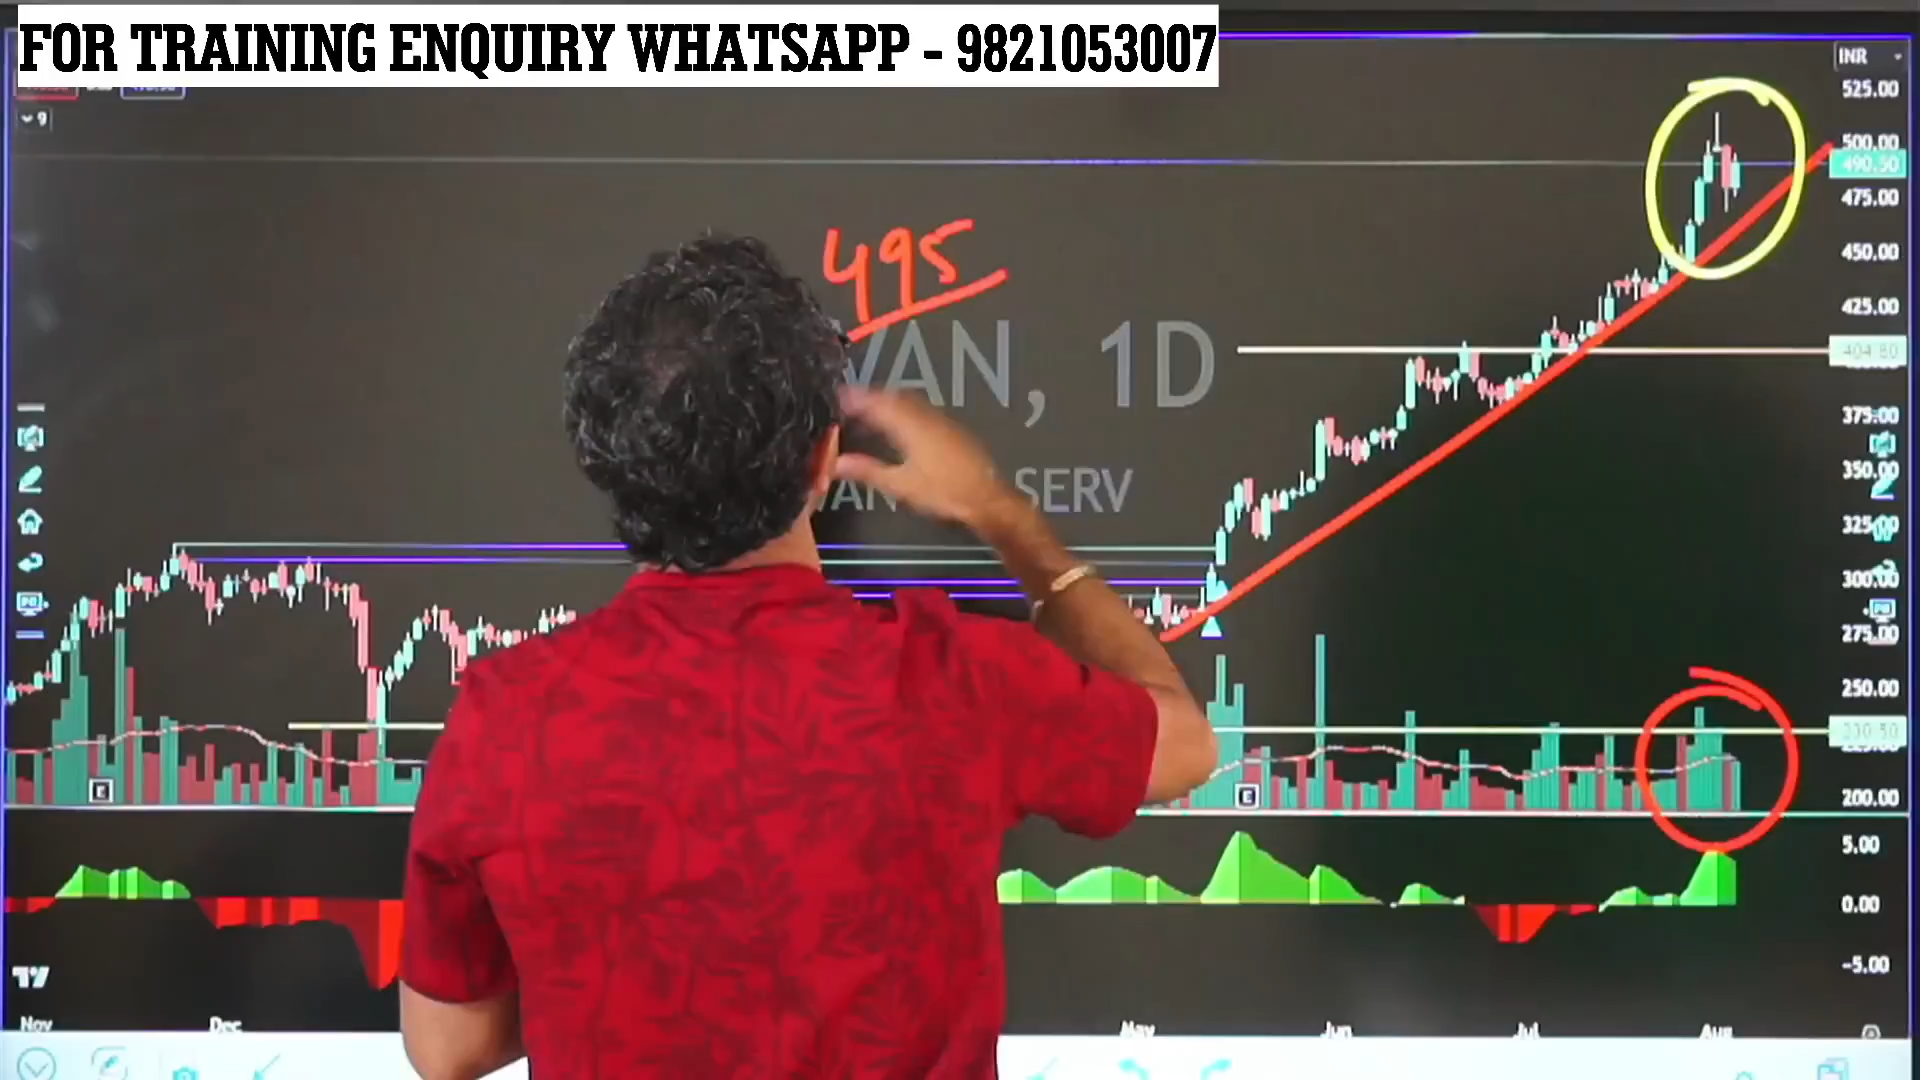 FOR TRAINING ENQUIRY WHATSAPP - 9821053007
INR
525.00
9
500.00
490.50
475.00
495
450.00
425.00
VAN, 1D
404.80
375.00
350.00
SERV
325.00
300.00
275.00
250.00
230.50
E
E
200.00
5.00
0.00
-5.00
Nov
Dec
May
Jun
Jul
Aug